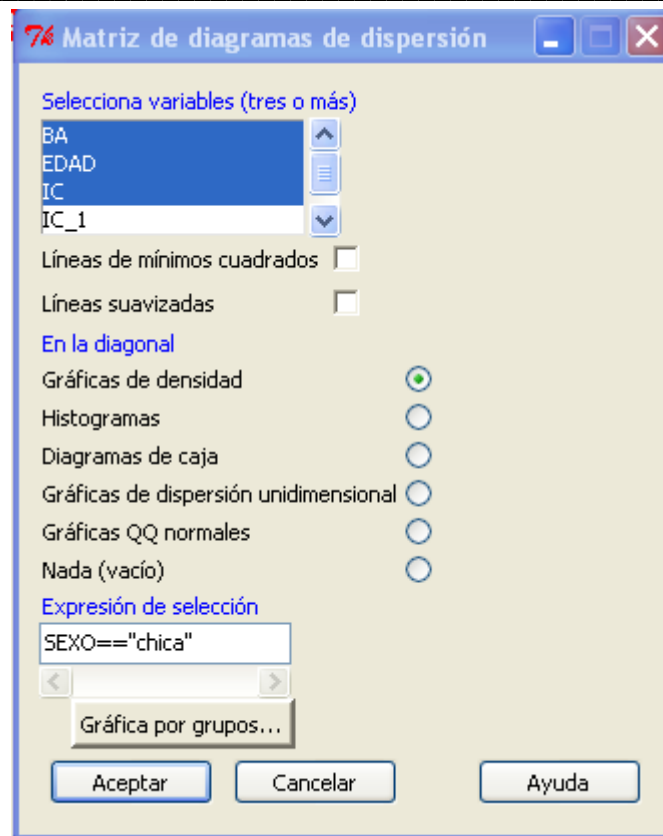 Matriz de diagramas de dispersión
Selecciona variables (tres o más)
BA
EDAD
IC
IC_1
Líneas de mínimos cuadrados
Líneas suavizadas
En la diagonal
Gráficas de densidad
Histogramas
Diagramas de caja
Gráficas de dispersión unidimensional
Gráficas QQ normales
Nada (vacío)
Expresión de selección
SEXO=="chica"
Gráfica por grupos...
Aceptar Cancelar Ayuda